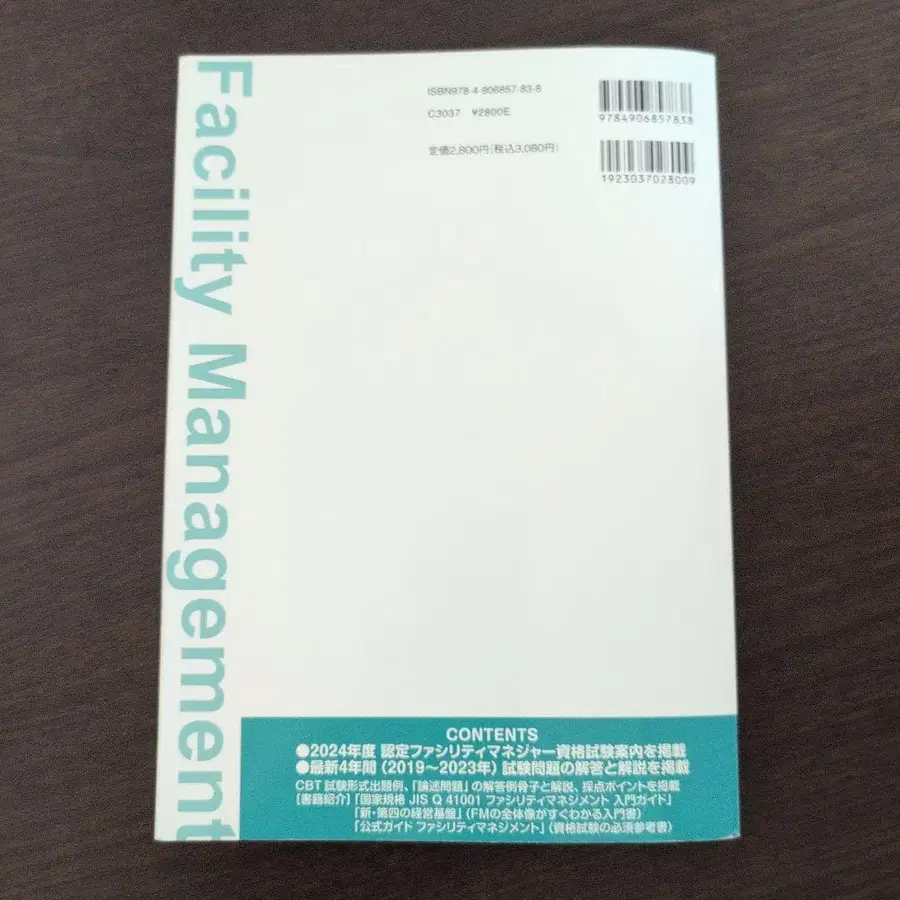 Facility Management
ISBN978-4-906857-83-8
C3037 ¥2800E
定価2,800円(税込3,080円)
9784906857838
1923037028009
CONTENTS
●2024年度 認定ファシリティマネジャー資格試験案内を掲載
●最新4年間(2019〜2023年)試験問題の解答と解説を掲載
CBT試験形式出題例、「論述問題」の解答例骨子と解説、採点ポイントを掲載
[書籍紹介]「国家規格 JIS Q 41001 ファシリティマネジメント 入門ガイド」
「新・第四の経営基盤」(FMの全体像がすぐわかる入門書)
「公式ガイド ファシリティマネジメント」(資格試験の必須参考書)